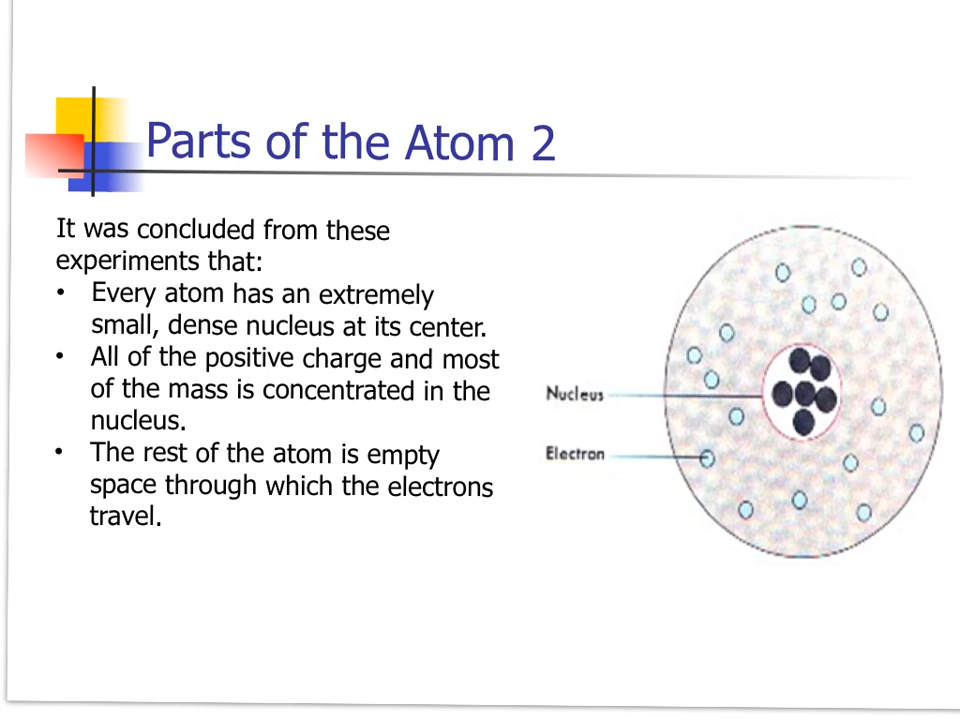 Parts of the Atom 2
It was concluded from these
experiments that:
• Every atom has an extremely
small, dense nucleus at its center.
• All of the positive charge and most
of the mass is concentrated in the
nucleus.
• The rest of the atom is empty
space through which the electrons
travel.
Nucleus
Electron